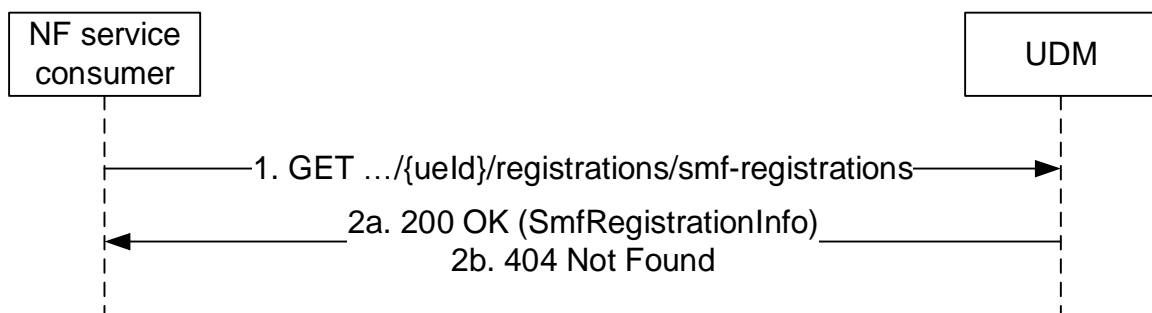 NF service
consumer
UDM
1. GET …/{ueId}/registrations/smf-registrations
2a. 200 OK (SmfRegistrationInfo)
2b. 404 Not Found